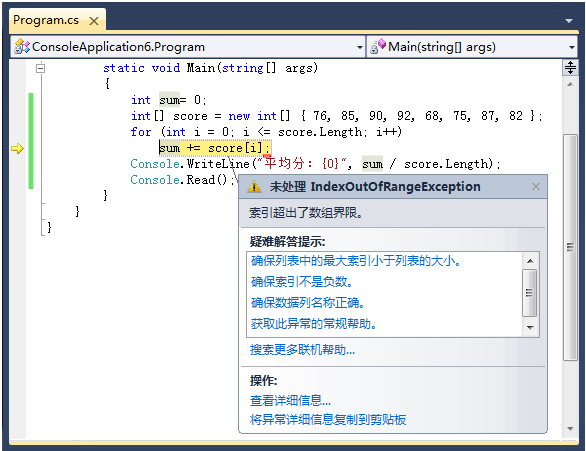 Program.cs
ConsoleApplication6.Program
Main(string[] args)
static void Main(string[] args)
{
int sum= 0;
int[] score = new int[] { 76, 85, 90, 92, 68, 75, 87, 82 };
for (int i = 0; i <= score.Length; i++)
sum += score[i];
Console.WriteLine("平均分: {0}", sum / score.Length);
Console.Read();
}
}
}
未处理 IndexOutOfRangeException
索引超出了数组界限。
疑难解答提示:
确保列表中的最大索引小于列表的大小。
确保索引不是负数。
确保数据列名称正确。
获取此异常的常规帮助。
搜索更多联机帮助...
操作:
查看详细信息...
将异常详细信息复制到剪贴板